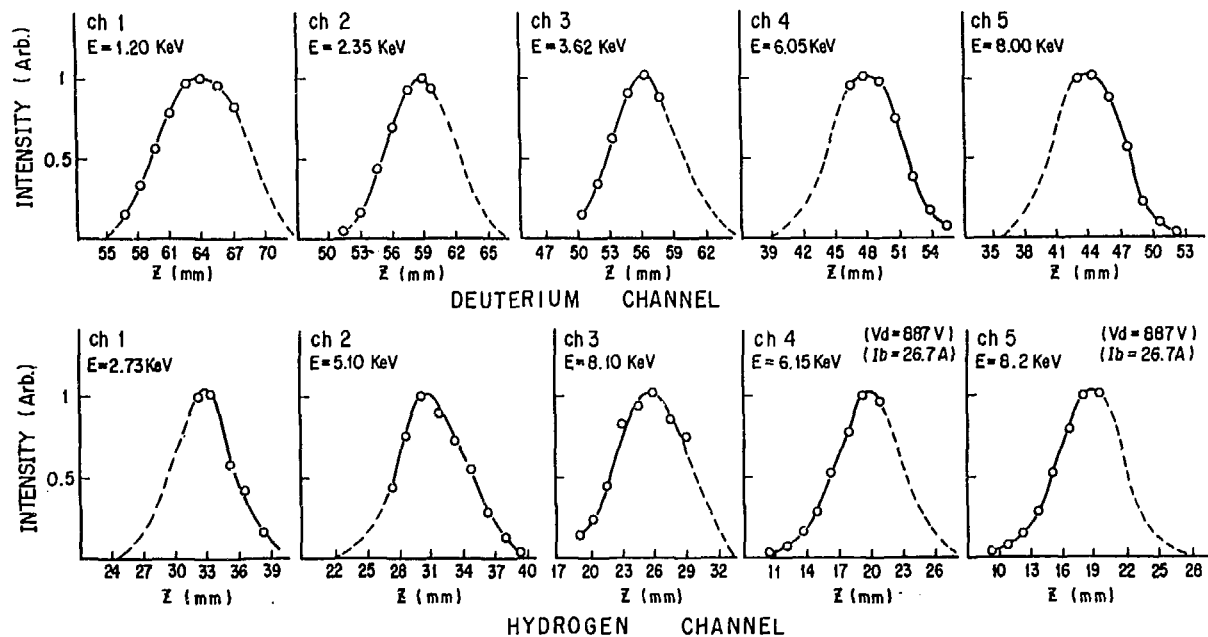 ch 1
E=1.20 KeV
ch 2
E=2.35 KeV
ch 3
E=3.62 KeV
ch 4
E=6.05 KeV
ch 5
E=8.00 KeV
INTENSITY (Arb.)
1
0.5
55 58 61 64 67 70
50 53 56 59 62 65
47 50 53 56 59 62
39 42 45 48 51 54
35 38 41 44 47 50 53
Z (mm)
Z (mm)
Z (mm)
Z (mm)
Z (mm)
DEUTERIUM CHANNEL
ch 1
E=2.73 KeV
ch 2
E=5.10 KeV
ch 3
E=8.10 KeV
ch 4
E=6.15 KeV
(Vd=887 V)
(Ib=26.7A)
ch 5
E=8.2 KeV
(Vd=887V)
(Ib=26.7A)
INTENSITY (Arb.)
1
0.5
24 27 30 33 36 39
22 25 28 31 34 37 40
17 20 23 26 29 32
11 14 17 20 23 26
10 13 16 19 22 25 28
Z (mm)
Z (mm)
Z (mm)
Z (mm)
Z (mm)
HYDROGEN CHANNEL